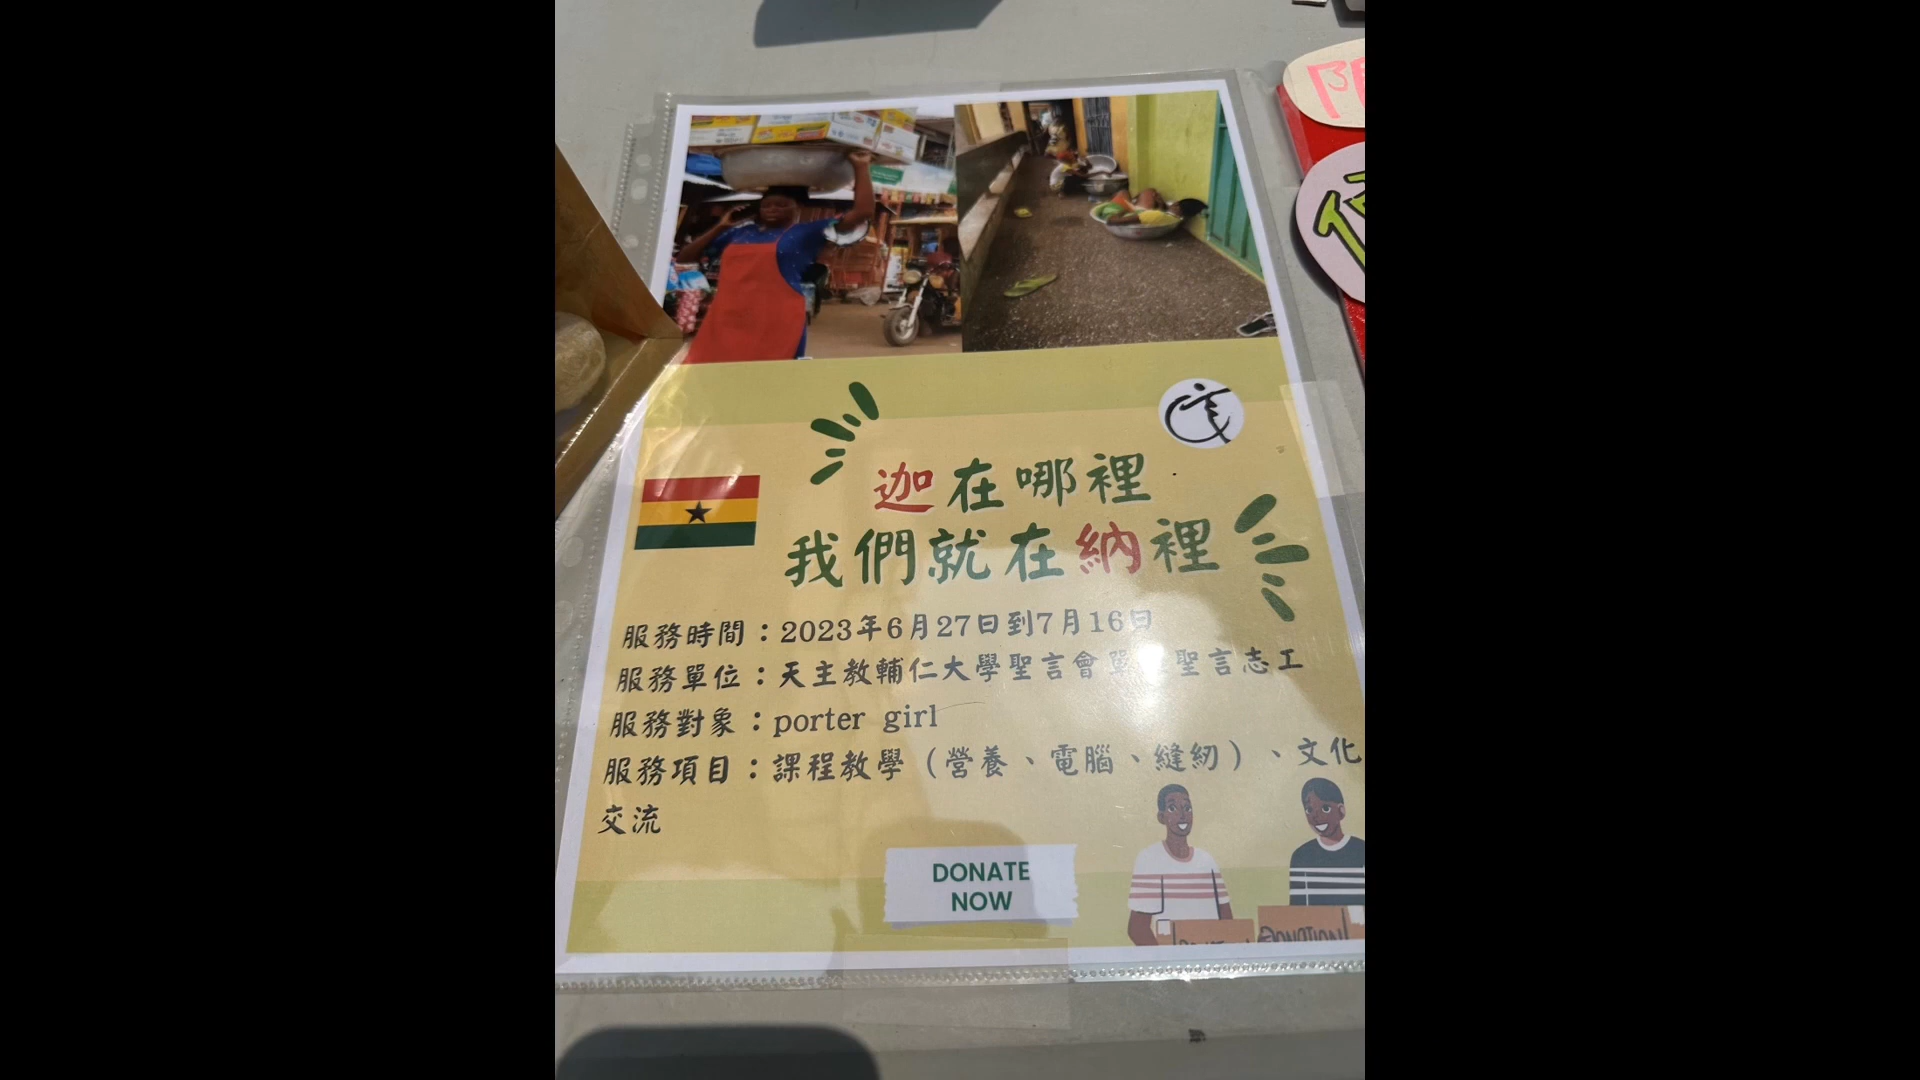 迦在哪裡
我們就在納裡
服務時間：2023年6月27日到7月16日
服務單位：天主教輔仁大學聖言會單 聖言志工
服務對象：porter girl
服務項目：課程教學（營養、電腦、縫紉）、文化
交流
DONATE
NOW
DONATION